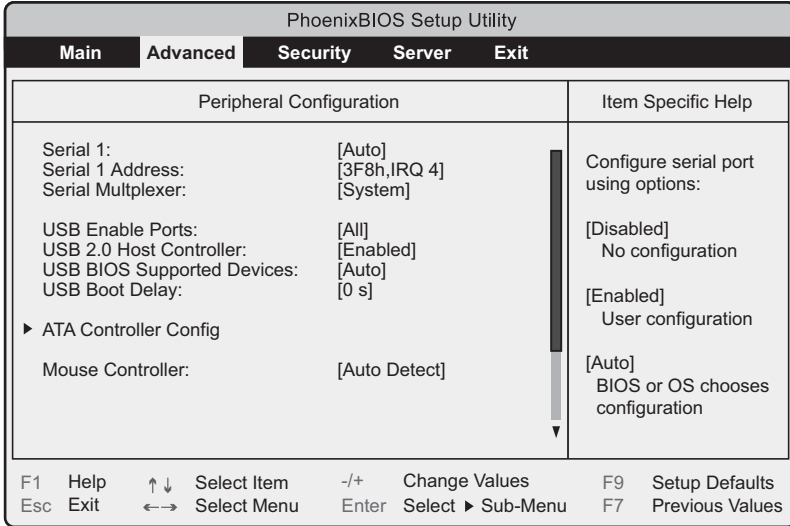 PhoenixBIOS Setup Utility
Main Advanced Security Server Exit
Peripheral Configuration
Serial 1: [Auto]
Serial 1 Address: [3F8h,IRQ 4]
Serial Multplexer: [System]
USB Enable Ports: [All]
USB 2.0 Host Controller: [Enabled]
USB BIOS Supported Devices: [Auto]
USB Boot Delay: [0 s]
ATA Controller Config
Mouse Controller: [Auto Detect]
Item Specific Help
Configure serial port
using options:
[Disabled]
No configuration
[Enabled]
User configuration
[Auto]
BIOS or OS chooses
configuration
F1 Help ↑ ↓ Select Item -/+ Change Values F9 Setup Defaults
Esc Exit ←→ Select Menu Enter Select ▶ Sub-Menu F7 Previous Values